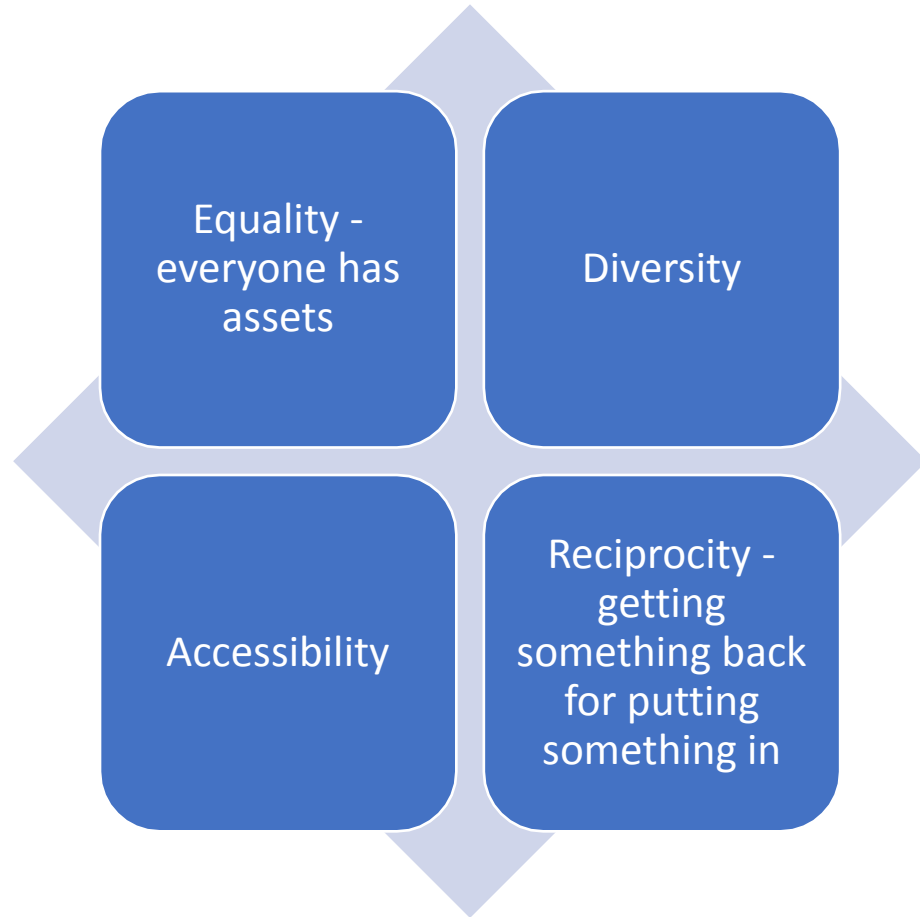 Equality -
everyone has
assets
Diversity
Accessibility
Reciprocity -
getting
something back
for putting
something in